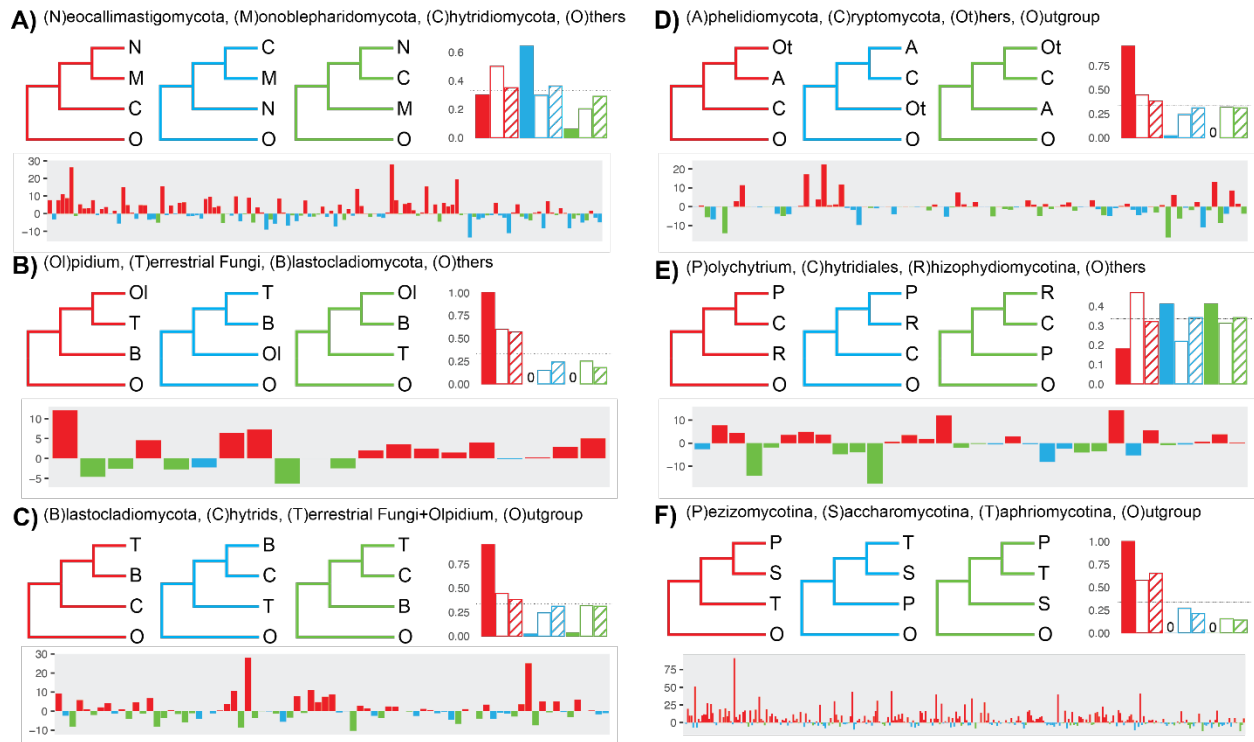 A) (N)eocallimastigomycota, (M)onoblepharidomycota, (C)hytridiomycota, (O)thers
N C N
M M C
C N M
O O O
0.6
0.4
0.2
0.0
30
20
10
0
-10
B) (Ol)pidium, (T)errestrial Fungi, (B)lastocladiomycota, (O)thers
Ol T Ol
T B B
B Ol T
O O O
1.00
0.75
0.50
0.25
0.00
0 0
10
5
0
-5
C) (B)lastocladiomycota, (C)hytrids, (T)errestrial Fungi+Olpidium, (O)utgroup
T B T
B C C
C T B
O O O
0.75
0.50
0.25
0.00
30
20
10
0
-10
D) (A)phelidiomycota, (C)ryptomycota, (Ot)hers, (O)utgroup
Ot A Ot
A C C
C Ot A
O O O
0.75
0.50
0.25
0.00
0
20
10
0
-10
E) (P)olychytrium, (C)hytridiales, (R)hizophydiomycotina, (O)thers
P P R
C R C
R C P
O O O
0.4
0.3
0.2
0.1
0.0
10
0
-10
F) (P)ezizomycotina, (S)accharomycotina, (T)aphriomycotina, (O)utgroup
P T P
S S T
T P S
O O O
1.00
0.75
0.50
0.25
0.00
0 0
75
50
25
0